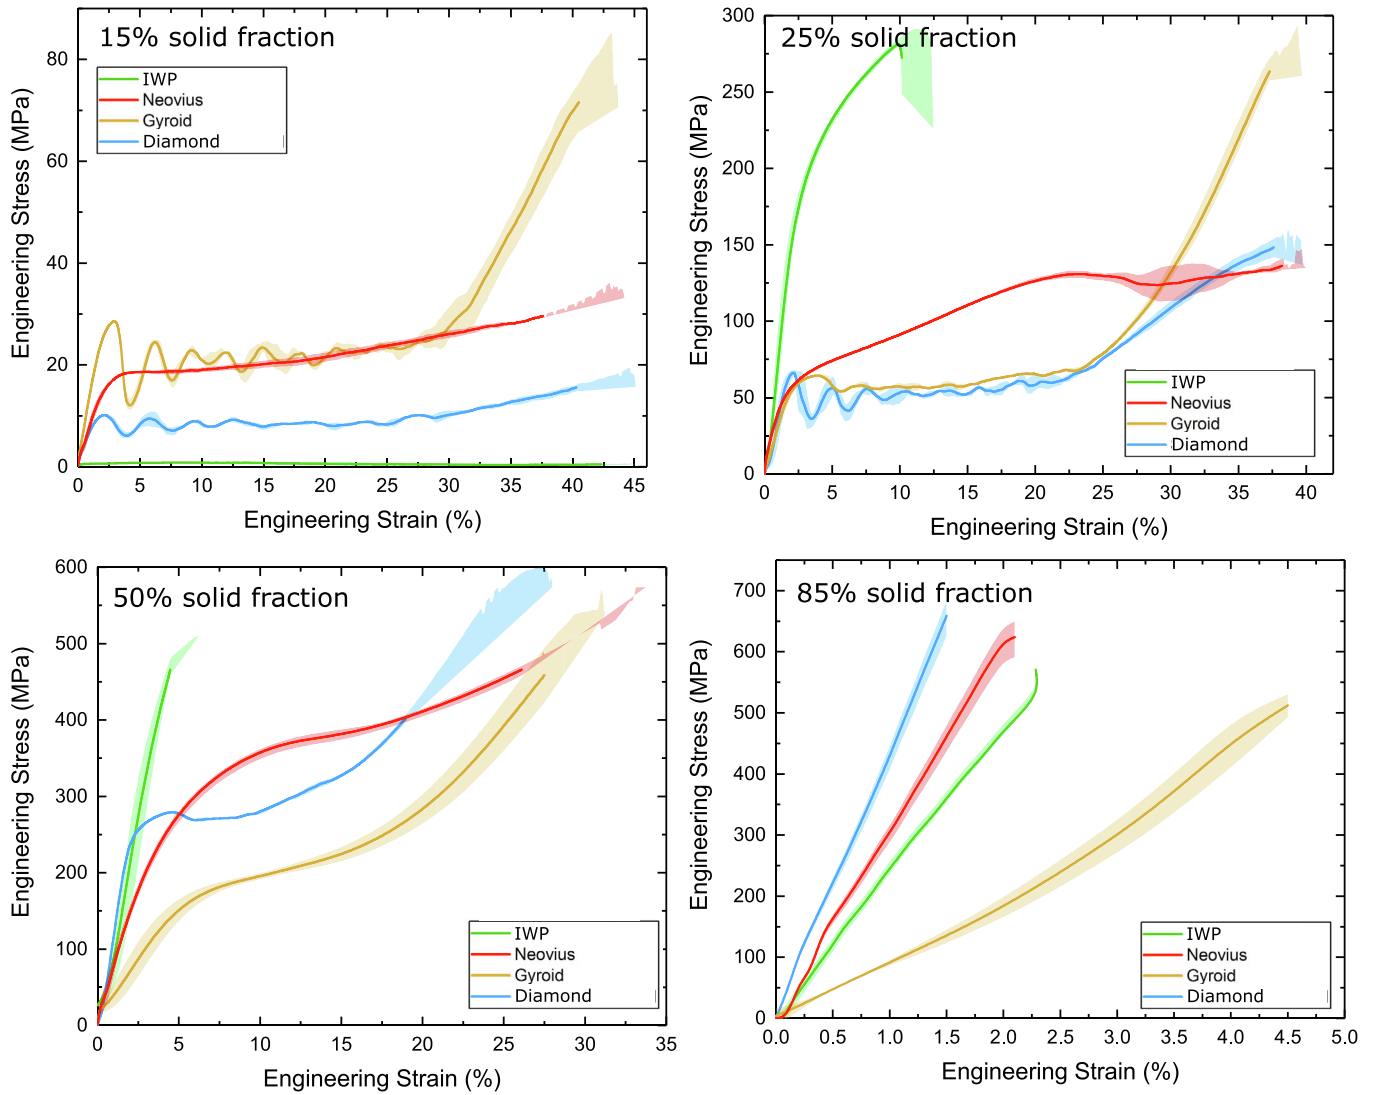 15% solid fraction
IWP
Neovius
Gyroid
Diamond
Engineering Stress (MPa)
80
60
40
20
0
0 5 10 15 20 25 30 35 40 45
Engineering Strain (%)
25% solid fraction
Engineering Stress (MPa)
300
250
200
150
100
50
0
IWP
Neovius
Gyroid
Diamond
0 5 10 15 20 25 30 35 40
Engineering Strain (%)
50% solid fraction
Engineering Stress (MPa)
600
500
400
300
200
100
0
IWP
Neovius
Gyroid
Diamond
0 5 10 15 20 25 30 35
Engineering Strain (%)
85% solid fraction
Engineering Stress (MPa)
700
600
500
400
300
200
100
0
IWP
Neovius
Gyroid
Diamond
0.0 0.5 1.0 1.5 2.0 2.5 3.0 3.5 4.0 4.5 5.0
Engineering Strain (%)